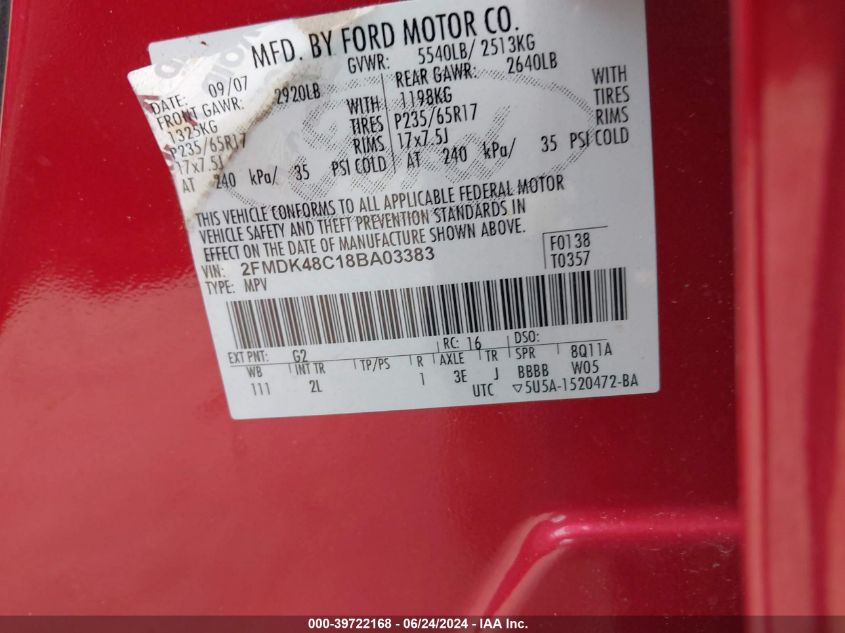 MFD. BY FORD MOTOR CO.
DATE: 09/07 GVWR: 5540LB/ 2513KG
FRONT GAWR: 2920LB REAR GAWR: 2640LB
1325KG WITH 1198KG WITH
P235/65R17 TIRES P235/65R17 TIRES
17x7.5J RIMS 17x7.5J RIMS
AT 240 kPa/ 35 PSI COLD AT 240 kPa/ 35 PSI COLD
THIS VEHICLE CONFORMS TO ALL APPLICABLE FEDERAL MOTOR
VEHICLE SAFETY AND THEFT PREVENTION STANDARDS IN
EFFECT ON THE DATE OF MANUFACTURE SHOWN ABOVE.
VIN: 2FMDK48C18BA03383 F0138
TYPE: MPV T0357
EXT PNT: G2 RC: 16 DSO:
WB INT TR TP/PS R AXLE TR SPR 8Q11A
111 2L 1 3E J BBBB W05
UTC ▽5U5A-1520472-BA
000-39722168 - 06/24/2024 - IAA Inc.